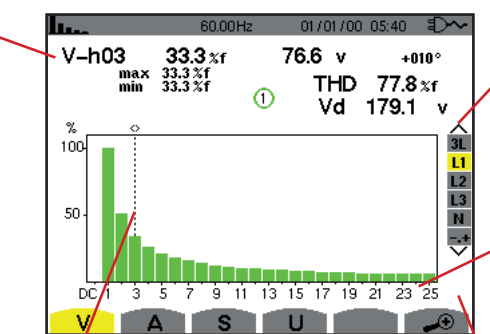 60.00Hz 01/01/00 05:40
V-h03 33.3 %f 76.6 v +010°
max 33.3 %f
min 33.3 %f
THD 77.8 %f
1
Vd 179.1 v
%
100
50
3L
L1
L2
L3
N
-.+
DC 1 3 5 7 9 11 13 15 17 19 21 23 25
V A S U